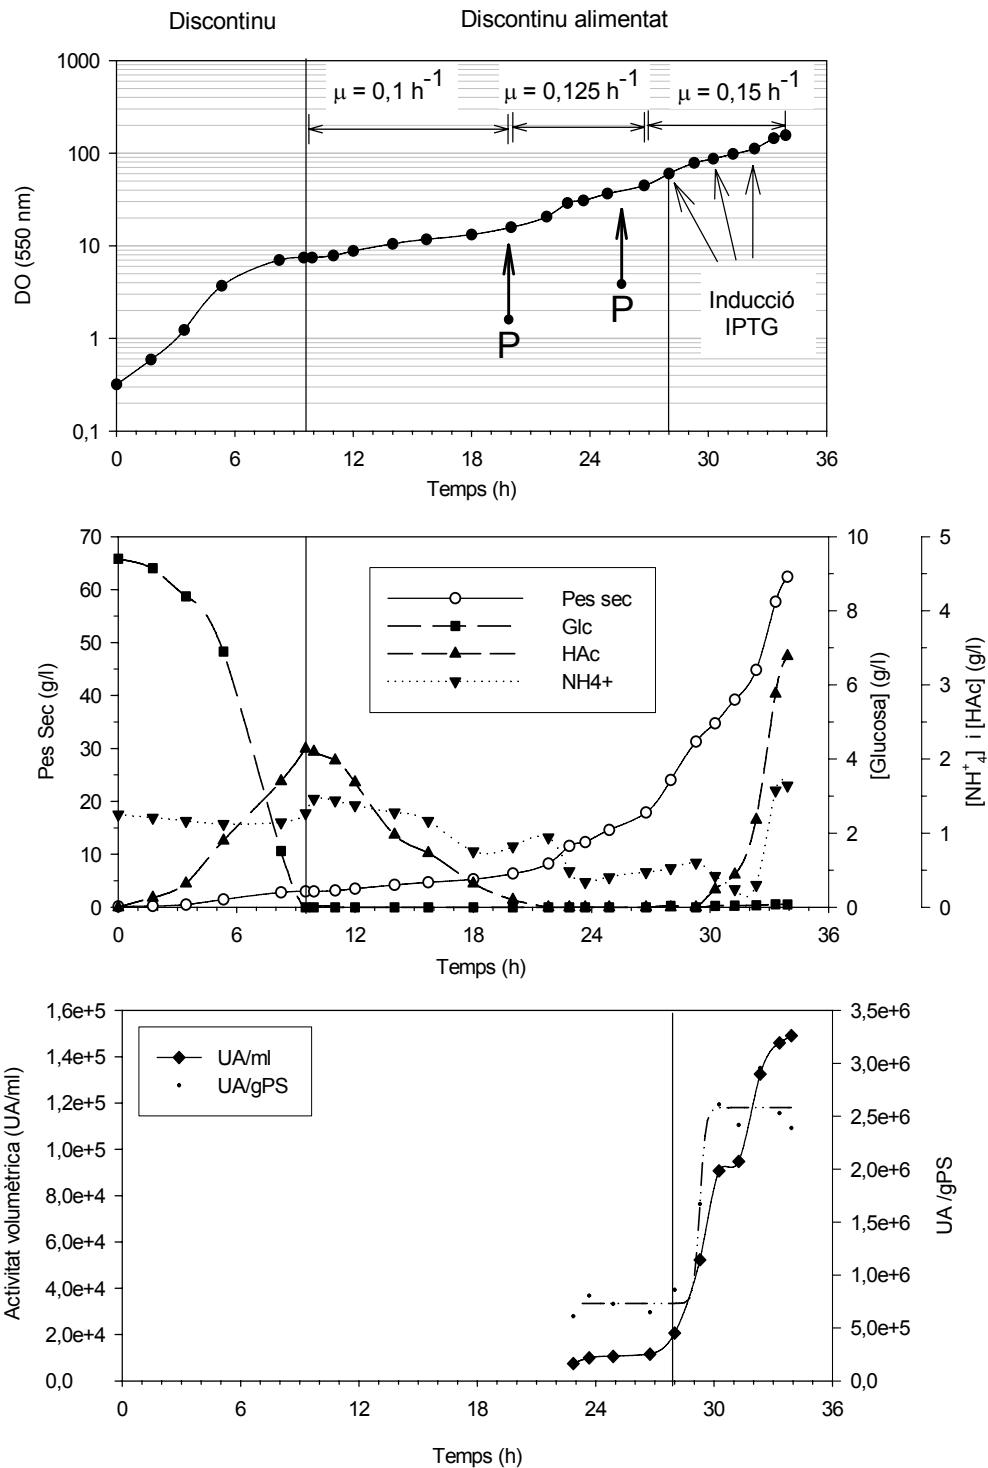 Discontinu
Discontinu alimentat
1000
100
10
1
0,1
DO (550 nm)
μ = 0,1 h-1
μ = 0,125 h-1
μ = 0,15 h-1
P
P
Inducció
IPTG
0
6
12
18
24
30
36
Temps (h)
70
60
50
40
30
20
10
0
Pes Sec (g/l)
Pes sec
Glc
HAc
NH4+
10
8
6
4
2
0
[Glucosa] (g/l)
5
4
3
2
1
0
[NH+4] i [HAc] (g/l)
0
6
12
18
24
30
36
Temps (h)
1,6e+5
1,4e+5
1,2e+5
1,0e+5
8,0e+4
6,0e+4
4,0e+4
2,0e+4
0,0
Activitat volumètrica (UA/ml)
UA/ml
UA/gPS
3,5e+6
3,0e+6
2,5e+6
2,0e+6
1,5e+6
1,0e+6
5,0e+5
0,0
UA /gPS
0
6
12
18
24
30
36
Temps (h)